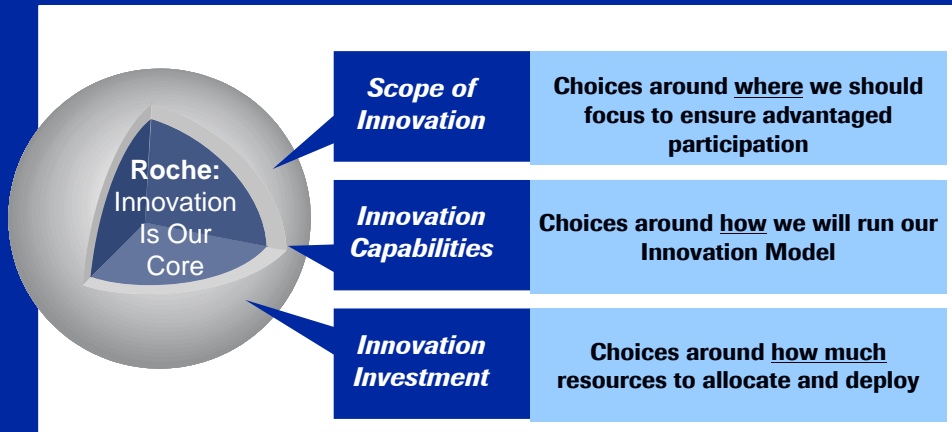 Roche:
Innovation
Is Our
Core
Scope of
Innovation
Choices around where we should
focus to ensure advantaged
participation
Innovation
Capabilities
Choices around how we will run our
Innovation Model
Innovation
Investment
Choices around how much
resources to allocate and deploy